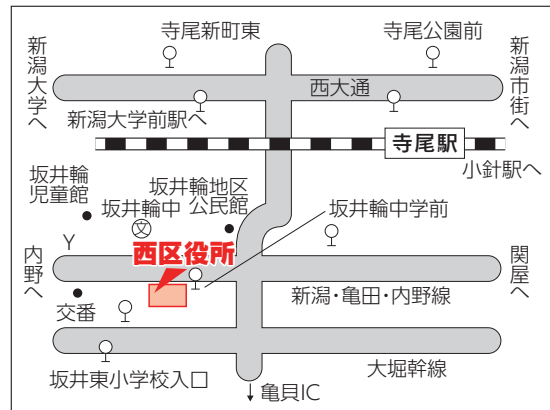 寺尾新町東
寺尾公園前
新潟大学へ
新潟市街へ
西大通
新潟大学前駅へ
寺尾駅
小針駅へ
坂井輪
児童館
坂井輪地区
公民館
坂井輪中
文
坂井輪中学前
西区役所
内野へ
関屋へ
交番
新潟・亀田・内野線
大堀幹線
坂井東小学校入口
↓亀貝IC